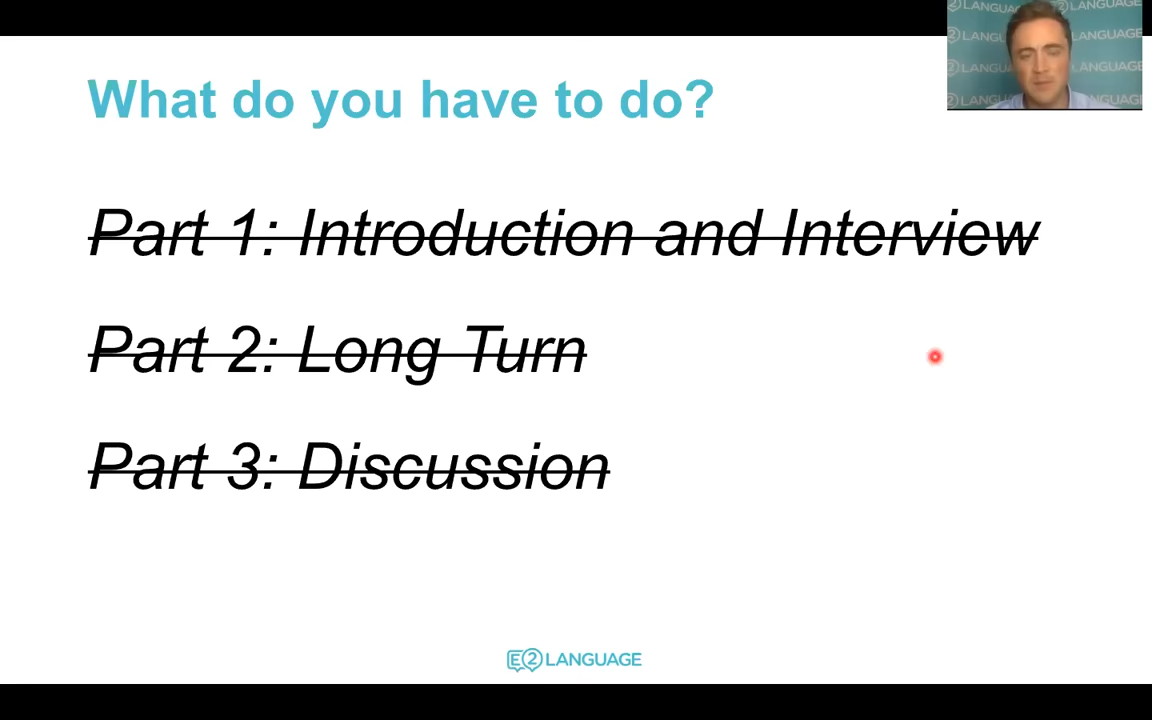 What do you have to do?
Part 1: Introduction and Interview
Part 2: Long Turn
Part 3: Discussion
E2 LANGUAGE